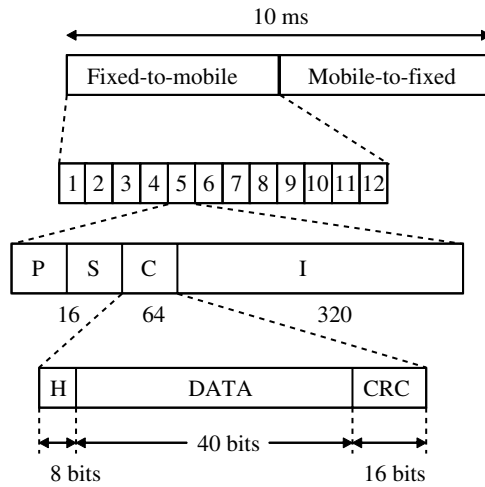 10 ms
Fixed-to-mobile Mobile-to-fixed
1 2 3 4 5 6 7 8 9 10 11 12
P S C I
16 64 320
H DATA CRC
40 bits
8 bits 16 bits